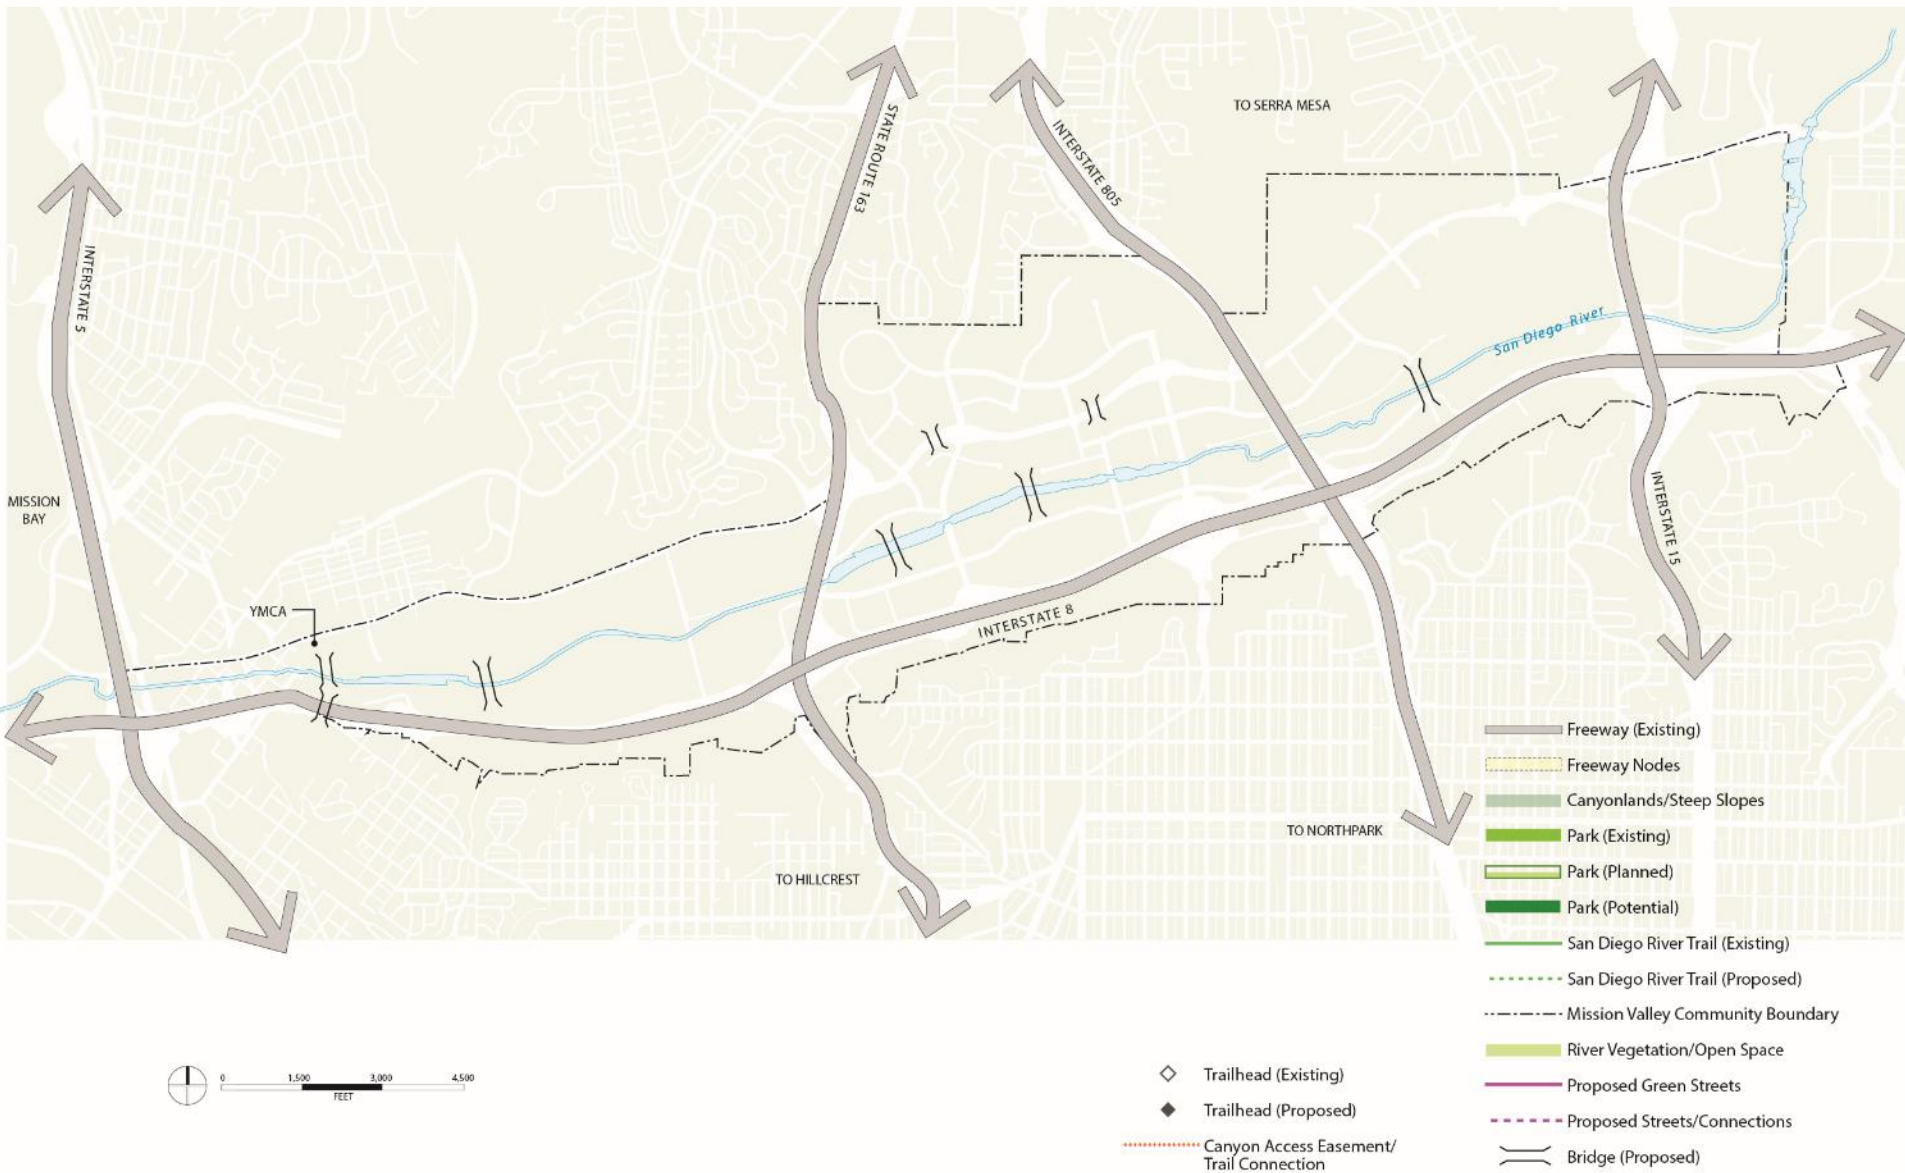 TO SERRA MESA
STATE ROUTE 163
INTERSTATE 805
INTERSTATE 5
San Diego River
MISSION
BAY
INTERSTATE 15
YMCA
INTERSTATE 8
TO NORTHPARK
TO HILLCREST
Freeway (Existing)
Freeway Nodes
Canyonlands/Steep Slopes
Park (Existing)
Park (Planned)
Park (Potential)
San Diego River Trail (Existing)
San Diego River Trail (Proposed)
Mission Valley Community Boundary
River Vegetation/Open Space
Proposed Green Streets
Proposed Streets/Connections
Bridge (Proposed)
Trailhead (Existing)
Trailhead (Proposed)
Canyon Access Easement/
Trail Connection
0 1,500 3,000 4,500
FEET